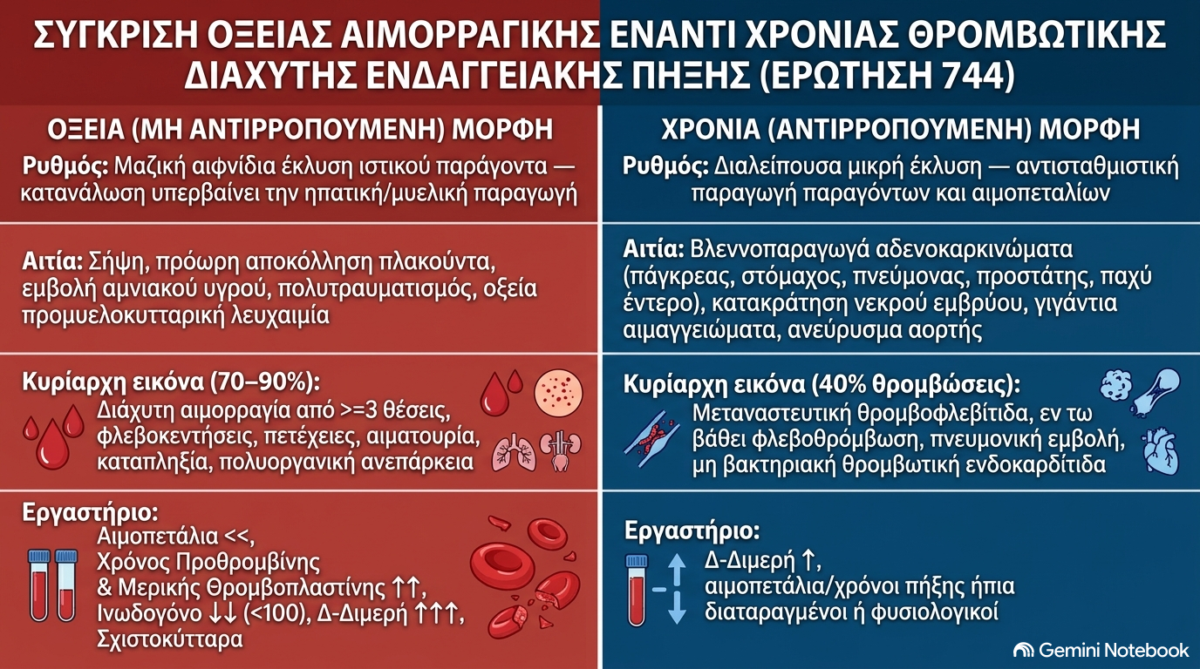 ΣΥΓΚΡΙΣΗ ΟΞΕΙΑΣ ΑΙΜΟΡΡΑΓΙΚΗΣ ΕΝΑΝΤΙ ΧΡΟΝΙΑΣ ΘΡΟΜΒΩΤΙΚΗΣ
ΔΙΑΧΥΤΗΣ ΕΝΔΑΓΓΕΙΑΚΗΣ ΠΗΞΗΣ (ΕΡΩΤΗΣΗ 744)
ΟΞΕΙΑ (ΜΗ ΑΝΤΙΡΡΟΠΟΥΜΕΝΗ) ΜΟΡΦΗ
Ρυθμός: Μαζική αιφνίδια έκλυση ιστικού παράγοντα —
κατανάλωση υπερβαίνει την ηπατική/μυελική παραγωγή
Αιτία: Σήψη, πρόωρη αποκόλληση πλακούντα,
εμβολή αμνιακού υγρού, πολυτραυματισμός, οξεία
προμυελοκυτταρική λευχαιμία
Κυρίαρχη εικόνα (70–90%):
Διάχυτη αιμορραγία από >=3 θέσεις,
φλεβοκεντήσεις, πετέχειες, αιματουρία,
καταπληξία, πολυοργανική ανεπάρκεια
Εργαστήριο:
Αιμοπετάλια <<,
Χρόνος Προθρομβίνης
& Μερικής Θρομβοπλαστίνης ↑↑,
Ινωδογόνο ↓↓ (<100), Δ-Διμερή ↑↑↑,
Σχιστοκύτταρα
ΧΡΟΝΙΑ (ΑΝΤΙΡΡΟΠΟΥΜΕΝΗ) ΜΟΡΦΗ
Ρυθμός: Διαλείπουσα μικρή έκλυση — αντισταθμιστική
παραγωγή παραγόντων και αιμοπεταλίων
Αιτία: Βλεννοπαραγωγά αδενοκαρκινώματα
(πάγκρεας, στόμαχος, πνεύμονας, προστάτης, παχύ
έντερο), κατακράτηση νεκρού εμβρύου, γιγάντια
αιμαγγειώματα, ανεύρυσμα αορτής
Κυρίαρχη εικόνα (40% θρομβώσεις):
Μεταναστευτική θρομβοφλεβίτιδα, εν τω
βάθει φλεβοθρόμβωση, πνευμονική εμβολή,
μη βακτηριακή θρομβωτική ενδοκαρδίτιδα
Εργαστήριο:
Δ-Διμερή ↑,
αιμοπετάλια/χρόνοι πήξης ήπια
διαταραγμένοι ή φυσιολογικοί
Gemini Notebook